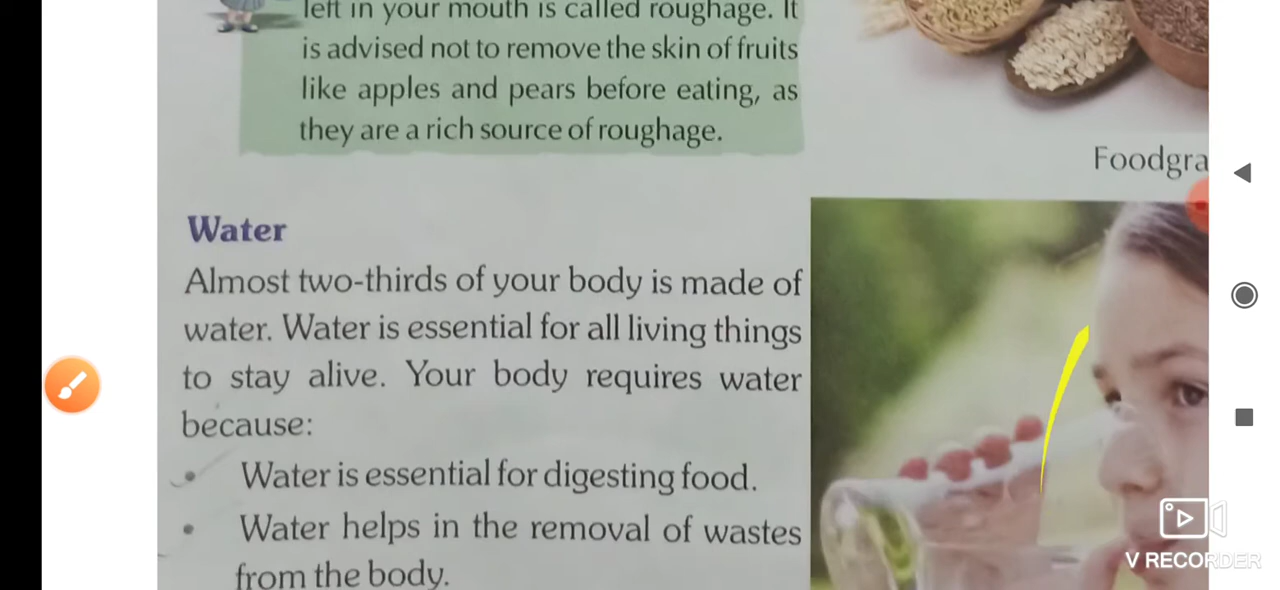 left in your mouth is called roughage. It
is advised not to remove the skin of fruits
like apples and pears before eating, as
they are a rich source of roughage.
Foodgra
Water
Almost two-thirds of your body is made of
water. Water is essential for all living things
to stay alive. Your body requires water
because:
• Water is essential for digesting food.
• Water helps in the removal of wastes
from the body.
V RECORDER